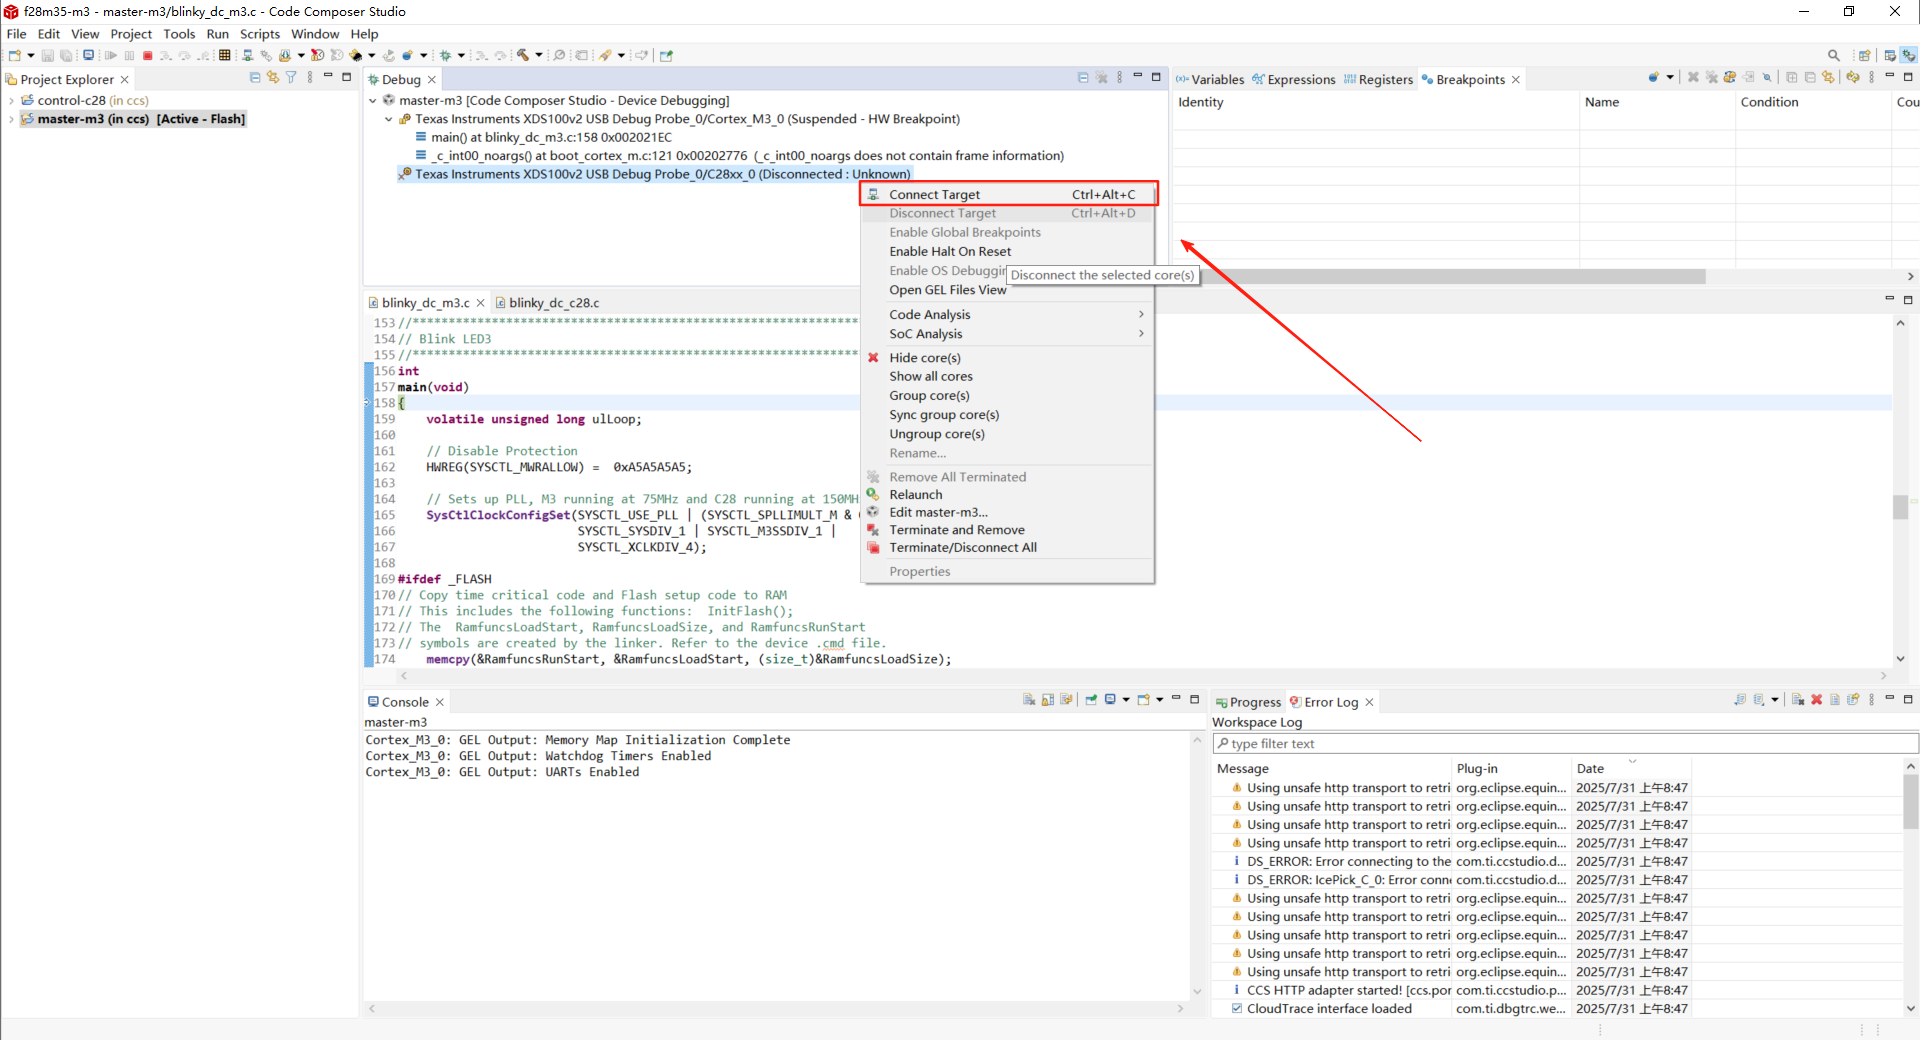 f28m35-m3 - master-m3/blinky_dc_m3.c - Code Composer Studio
File Edit View Project Tools Run Scripts Window Help
Project Explorer
control-c28 (in ccs)
master-m3 (in ccs) [Active - Flash]
Debug
master-m3 [Code Composer Studio - Device Debugging]
Texas Instruments XDS100v2 USB Debug Probe_0/Cortex_M3_0 (Suspended - HW Breakpoint)
main() at blinky_dc_m3.c:158 0x002021EC
_c_int00_noargs() at boot_cortex_m.c:121 0x00202776 (_c_int00_noargs does not contain frame information)
Texas Instruments XDS100v2 USB Debug Probe_0/C28xx_0 (Disconnected : Unknown)
Connect Target Ctrl+Alt+C
Disconnect Target Ctrl+Alt+D
Enable Global Breakpoints
Enable Halt On Reset
Enable OS Debuggin
Disconnect the selected core(s)
Open GEL Files View
Code Analysis
SoC Analysis
Hide core(s)
Show all cores
Group core(s)
Sync group core(s)
Ungroup core(s)
Rename...
Remove All Terminated
Relaunch
Edit master-m3...
Terminate and Remove
Terminate/Disconnect All
Properties
(x)= Variables Expressions Registers Breakpoints
Identity Name Condition Cou
blinky_dc_m3.c blinky_dc_c28.c
153 //**************************************************************
154 // Blink LED3
155 //**************************************************************
156 int
157 main(void)
158 {
159 volatile unsigned long ulLoop;
160
161 // Disable Protection
162 HWREG(SYSCTL_MWRALLOW) = 0xA5A5A5A5;
163
164 // Sets up PLL, M3 running at 75MHz and C28 running at 150MH
165 SysCtlClockConfigSet(SYSCTL_USE_PLL | (SYSCTL_SPLLIMULT_M &
166 SYSCTL_SYSDIV_1 | SYSCTL_M3SSDIV_1 |
167 SYSCTL_XCLKDIV_4);
168
169 #ifdef _FLASH
170 // Copy time critical code and Flash setup code to RAM
171 // This includes the following functions: InitFlash();
172 // The RamfuncsLoadStart, RamfuncsLoadSize, and RamfuncsRunStart
173 // symbols are created by the linker. Refer to the device .cmd file.
174 memcpy(&RamfuncsRunStart, &RamfuncsLoadStart, (size_t)&RamfuncsLoadSize);
Console
master-m3
Cortex_M3_0: GEL Output: Memory Map Initialization Complete
Cortex_M3_0: GEL Output: Watchdog Timers Enabled
Cortex_M3_0: GEL Output: UARTs Enabled
Progress Error Log
Workspace Log
type filter text
Message Plug-in Date
Using unsafe http transport to retri org.eclipse.equin... 2025/7/31 上午8:47
Using unsafe http transport to retri org.eclipse.equin... 2025/7/31 上午8:47
Using unsafe http transport to retri org.eclipse.equin... 2025/7/31 上午8:47
Using unsafe http transport to retri org.eclipse.equin... 2025/7/31 上午8:47
DS_ERROR: Error connecting to the com.ti.ccstudio.d... 2025/7/31 上午8:47
DS_ERROR: IcePick_C_0: Error conne com.ti.ccstudio.d... 2025/7/31 上午8:47
Using unsafe http transport to retri org.eclipse.equin... 2025/7/31 上午8:47
Using unsafe http transport to retri org.eclipse.equin... 2025/7/31 上午8:47
Using unsafe http transport to retri org.eclipse.equin... 2025/7/31 上午8:47
Using unsafe http transport to retri org.eclipse.equin... 2025/7/31 上午8:47
Using unsafe http transport to retri org.eclipse.equin... 2025/7/31 上午8:47
CCS HTTP adapter started! [ccs.por com.ti.ccstudio.p... 2025/7/31 上午8:47
CloudTrace interface loaded com.ti.dbgtrc.we... 2025/7/31 上午8:47